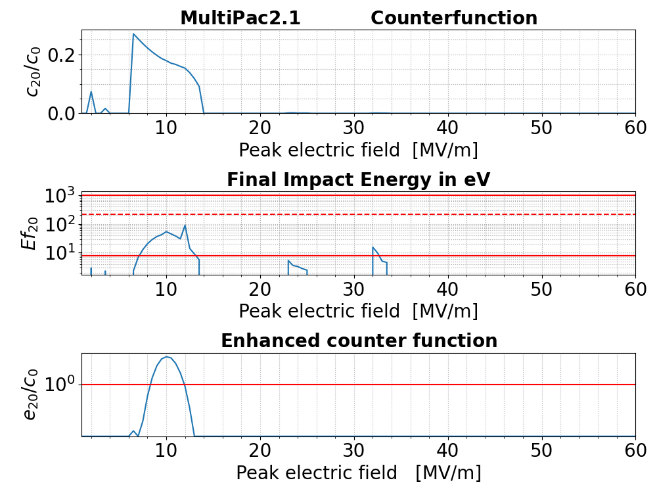 MultiPac2.1 Counterfunction
c20/c0
0.2
0.0
10 20 30 40 50 60
Peak electric field [MV/m]
Final Impact Energy in eV
Ef20
10^3
10^2
10^1
10 20 30 40 50 60
Peak electric field [MV/m]
Enhanced counter function
e20/c0
10^0
10 20 30 40 50 60
Peak electric field [MV/m]